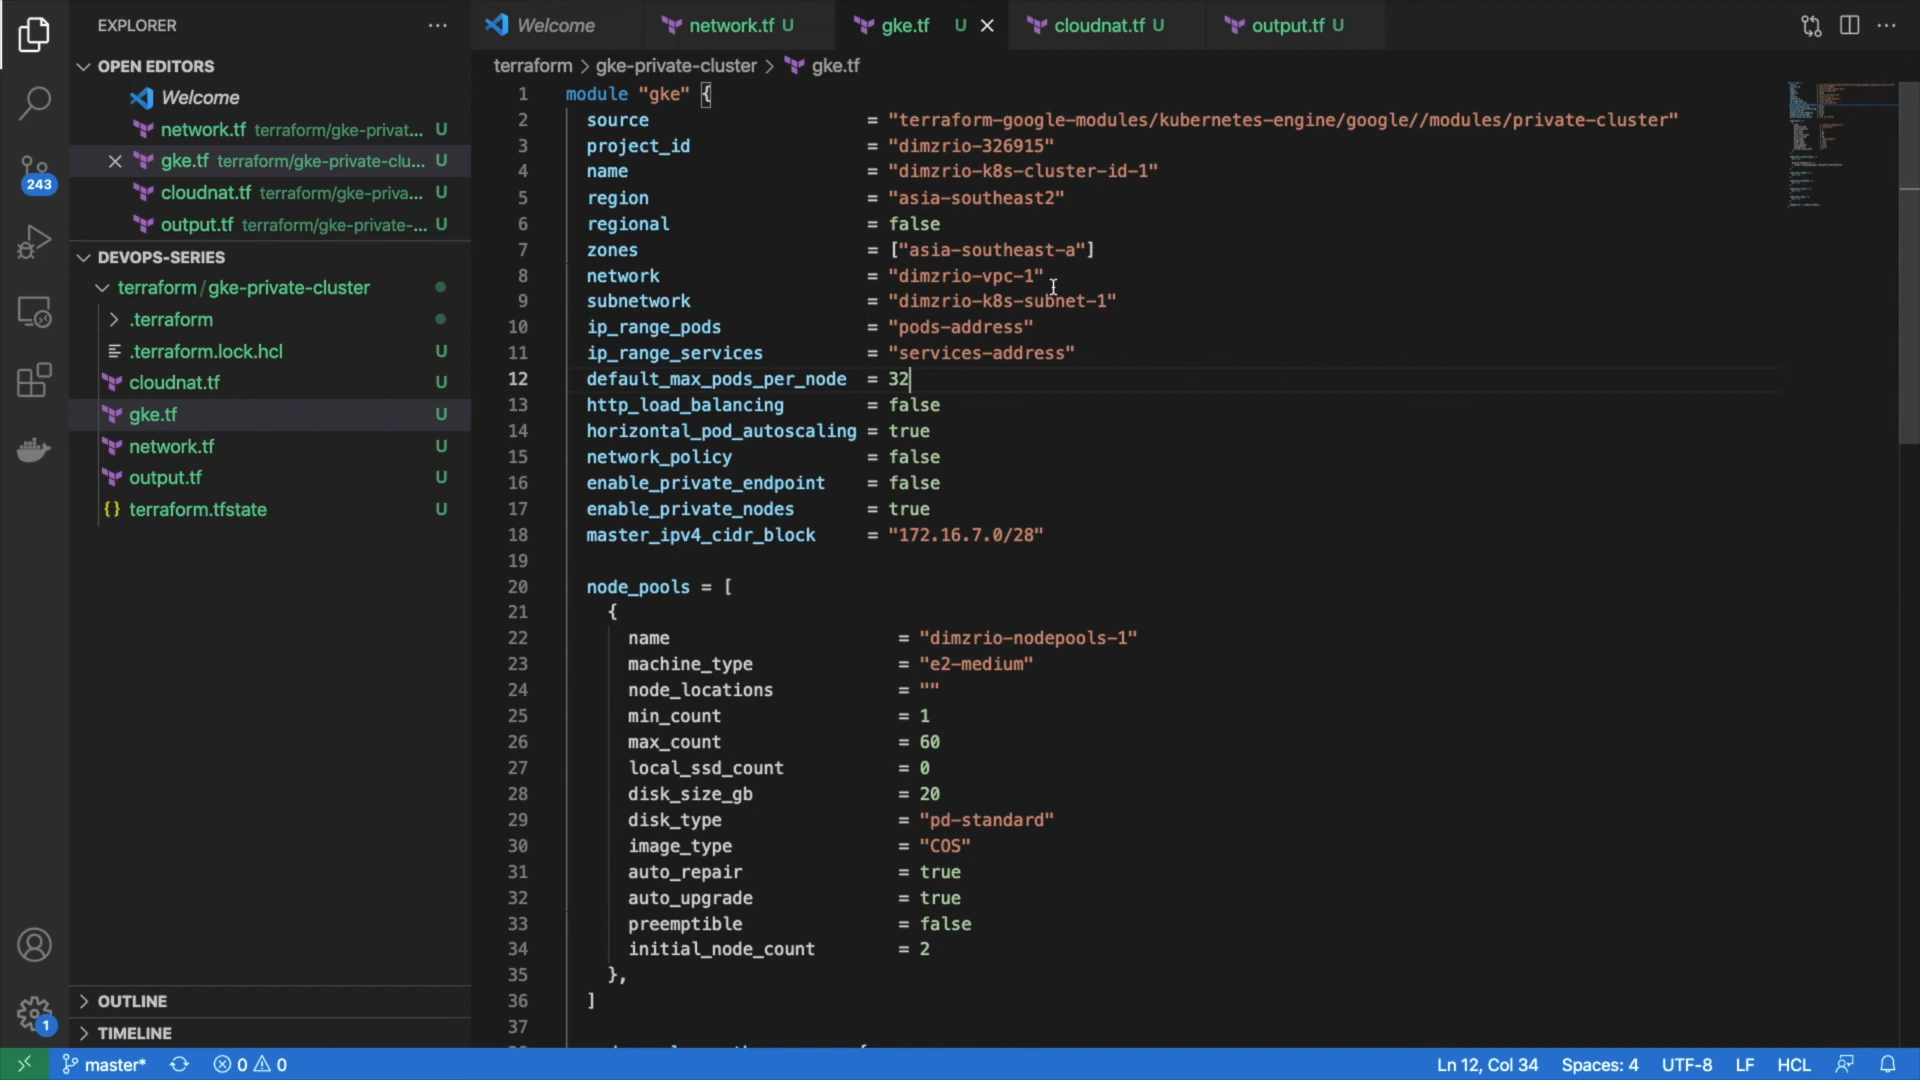 EXPLORER
OPEN EDITORS
Welcome
network.tf terraform/gke-privat... U
gke.tf terraform/gke-private-clu... U
cloudnat.tf terraform/gke-priva... U
output.tf terraform/gke-private-... U
DEVOPS-SERIES
terraform / gke-private-cluster
.terraform
.terraform.lock.hcl U
cloudnat.tf U
gke.tf U
network.tf U
output.tf U
{} terraform.tfstate U
OUTLINE
TIMELINE
243
1
Welcome network.tf U gke.tf U cloudnat.tf U output.tf U
terraform > gke-private-cluster > gke.tf
1 module "gke" {
2 source = "terraform-google-modules/kubernetes-engine/google//modules/private-cluster"
3 project_id = "dimzrio-326915"
4 name = "dimzrio-k8s-cluster-id-1"
5 region = "asia-southeast2"
6 regional = false
7 zones = ["asia-southeast-a"]
8 network = "dimzrio-vpc-1"
9 subnetwork = "dimzrio-k8s-subnet-1"
10 ip_range_pods = "pods-address"
11 ip_range_services = "services-address"
12 default_max_pods_per_node = 32
13 http_load_balancing = false
14 horizontal_pod_autoscaling = true
15 network_policy = false
16 enable_private_endpoint = false
17 enable_private_nodes = true
18 master_ipv4_cidr_block = "172.16.7.0/28"
19
20 node_pools = [
21 {
22 name = "dimzrio-nodepools-1"
23 machine_type = "e2-medium"
24 node_locations = ""
25 min_count = 1
26 max_count = 60
27 local_ssd_count = 0
28 disk_size_gb = 20
29 disk_type = "pd-standard"
30 image_type = "COS"
31 auto_repair = true
32 auto_upgrade = true
33 preemptible = false
34 initial_node_count = 2
35 },
36 ]
37
master* 0 0 Ln 12, Col 34 Spaces: 4 UTF-8 LF HCL